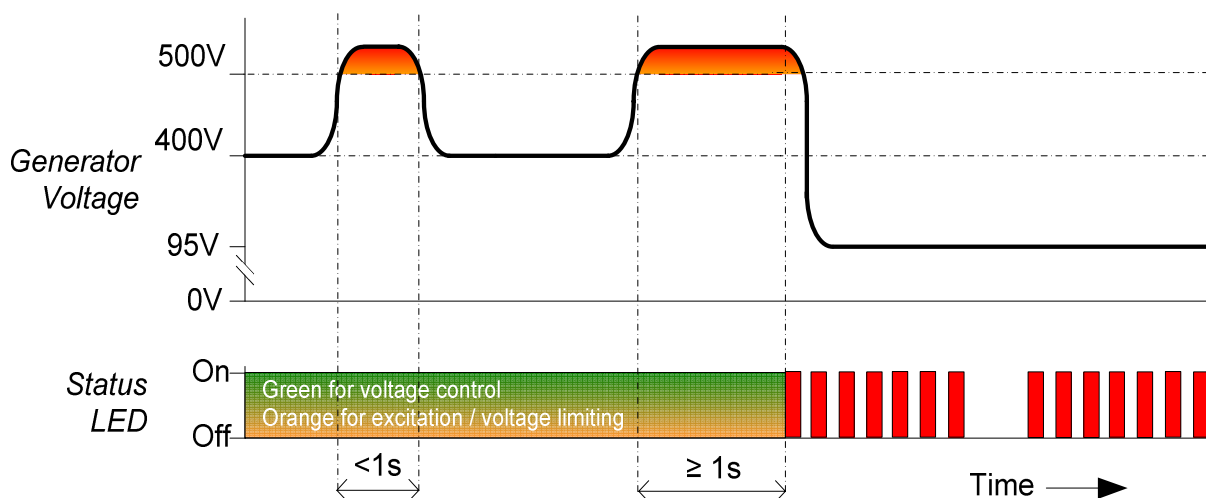 500V
400V
Generator
Voltage
95V
0V
Status
LED
On
Off
Green for voltage control
Orange for excitation / voltage limiting
<1s
≥ 1s
Time